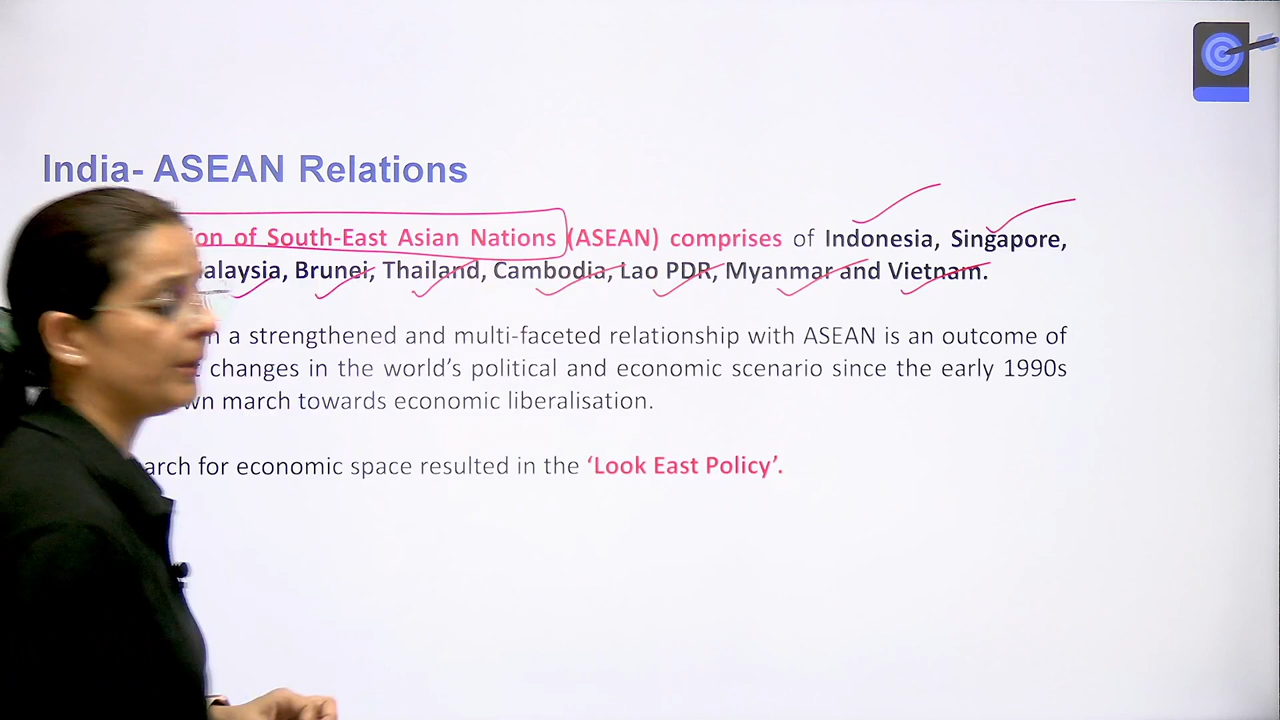 India- ASEAN Relations
of South-East Asian Nations (ASEAN) comprises of Indonesia, Singapore,
Brunei, Thailand, Cambodia, Lao PDR, Myanmar and Vietnam.
a strengthened and multi-faceted relationship with ASEAN is an outcome of
changes in the world's political and economic scenario since the early 1990s
march towards economic liberalisation.
for economic space resulted in the 'Look East Policy'.